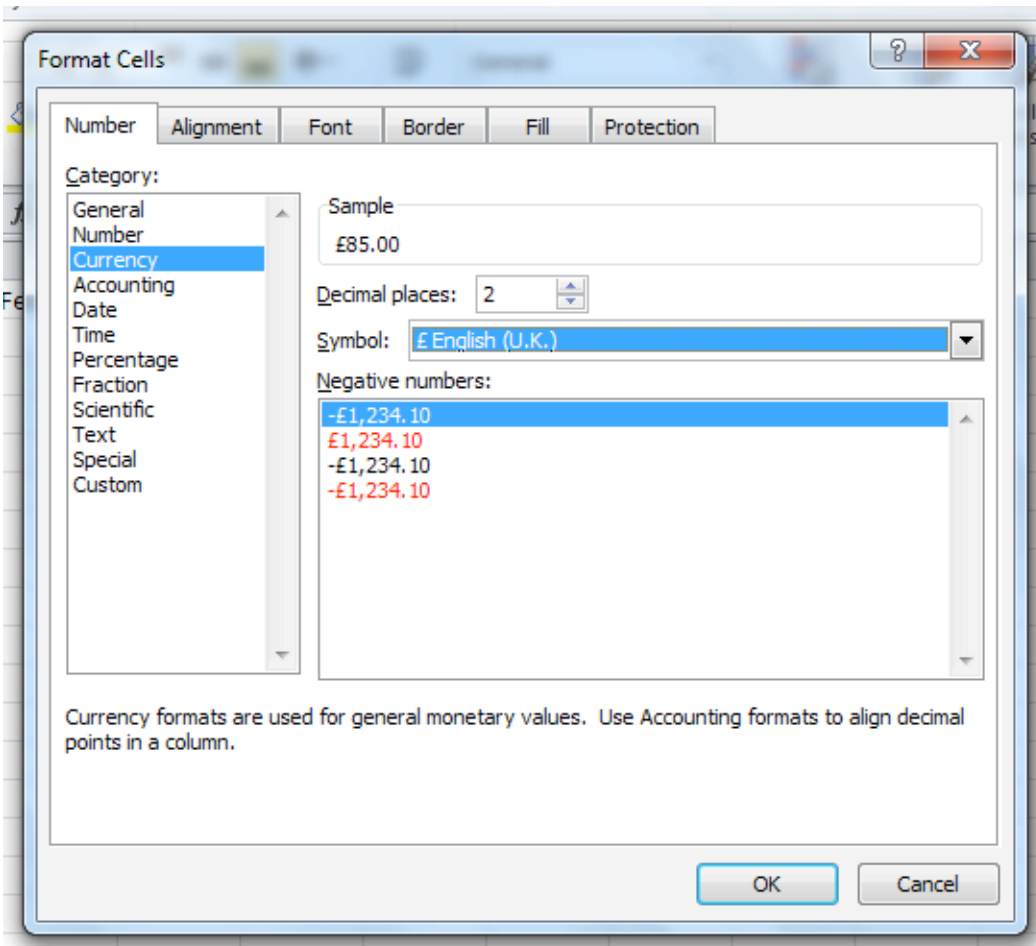 Format Cells
Number Alignment Font Border Fill Protection
Category:
General
Number
Currency
Accounting
Date
Time
Percentage
Fraction
Scientific
Text
Special
Custom
Sample
£85.00
Decimal places: 2
Symbol: £ English (U.K.)
Negative numbers:
-£1,234.10
£1,234.10
-£1,234.10
-£1,234.10
Currency formats are used for general monetary values.  Use Accounting formats to align decimal
points in a column.
OK Cancel